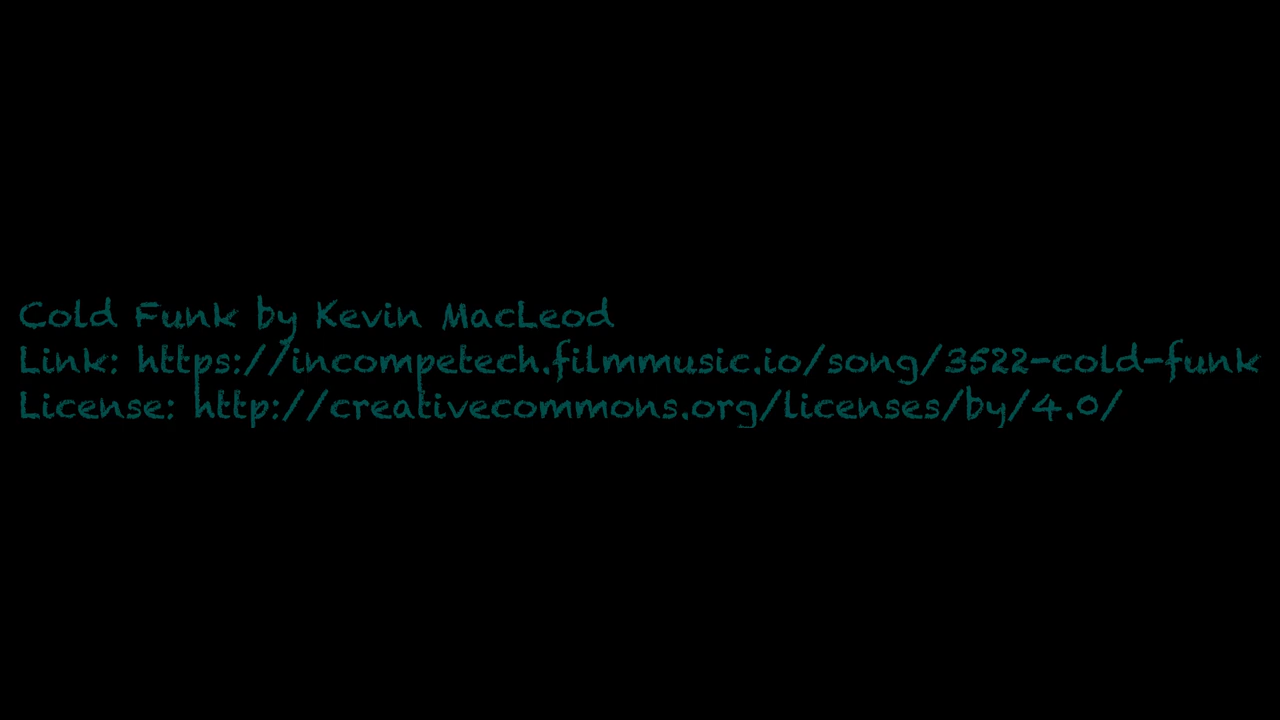 Cold Funk by Kevin MacLeod
Link: https://incompetech.filmmusic.io/song/3522-cold-funk
License: http://creativecommons.org/licenses/by/4.0/